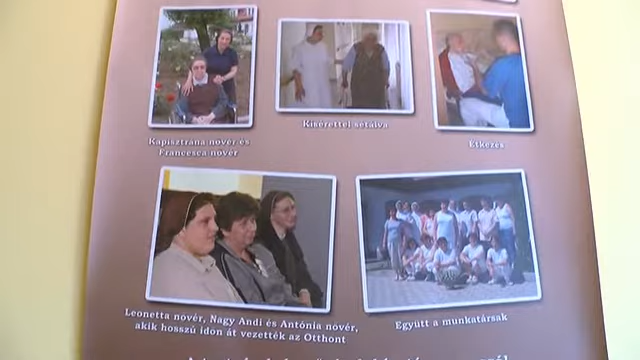 Kapisztrána nővér és
Francesca nővér
Kísérettel sétálva
Étkezés
Leonetta nővér, Nagy Andi és Antónia nővér,
akik hosszú időn át vezették az Otthont
Együtt a munkatársak